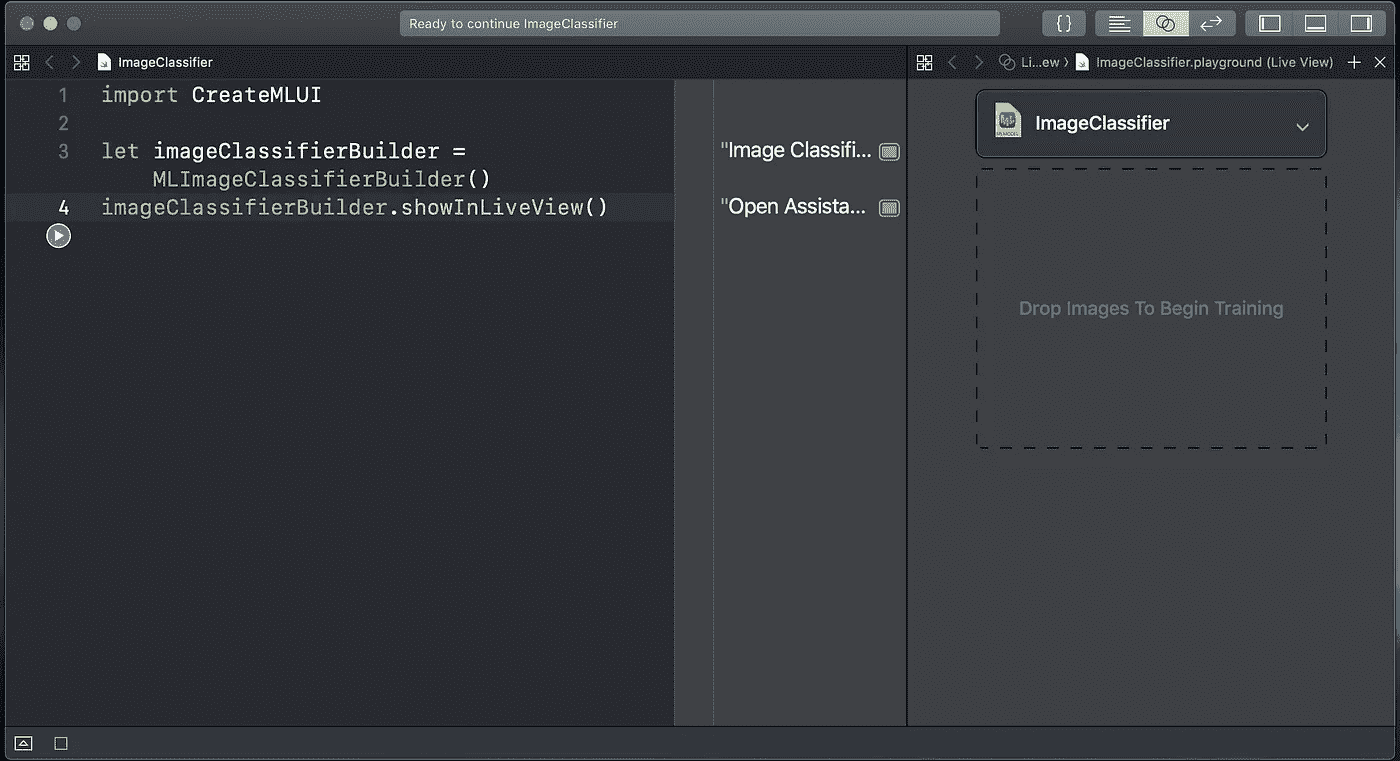 Ready to continue ImageClassifier
{}
ImageClassifier
Li...ew
ImageClassifier.playground (Live View)
1 import CreateMLUI
2
3 let imageClassifierBuilder =
MLImageClassifierBuilder()
4 imageClassifierBuilder.showInLiveView()
"Image Classifi...
"Open Assista...
ImageClassifier
Drop Images To Begin Training